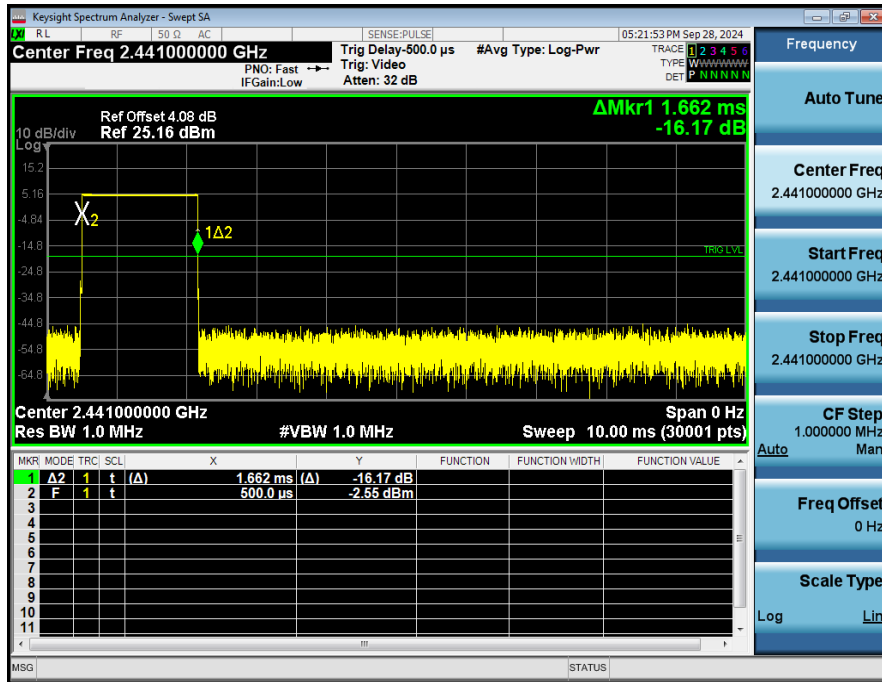 Keysight Spectrum Analyzer - Swept SA
LXI RL RF 50 Ω AC SENSE:PULSE 05:21:53 PM Sep 28, 2024
Center Freq 2.441000000 GHz Trig Delay-500.0 µs #Avg Type: Log-Pwr TRACE 1 2 3 4 5 6
PNO: Fast Trig: Video TYPE W
IFGain:Low Atten: 32 dB DET P N N N N N
Ref Offset 4.08 dB ΔMkr1 1.662 ms
10 dB/div Ref 25.16 dBm -16.17 dB
Log
15.2
5.16
-4.84
-14.8
-24.8
-34.8
-44.8
-54.8
-64.8
2
1Δ2
TRIG LVL
Center 2.441000000 GHz Span 0 Hz
Res BW 1.0 MHz #VBW 1.0 MHz Sweep 10.00 ms (30001 pts)
MKR MODE TRC SCL X Y FUNCTION FUNCTION WIDTH FUNCTION VALUE
1 Δ2 1 t (Δ) 1.662 ms (Δ) -16.17 dB
2 F 1 t 500.0 µs -2.55 dBm
3
4
5
6
7
8
9
10
11
MSG STATUS
Frequency
Auto Tune
Center Freq
2.441000000 GHz
Start Freq
2.441000000 GHz
Stop Freq
2.441000000 GHz
CF Step
1.000000 MHz
Auto Man
Freq Offset
0 Hz
Scale Type
Log Lin